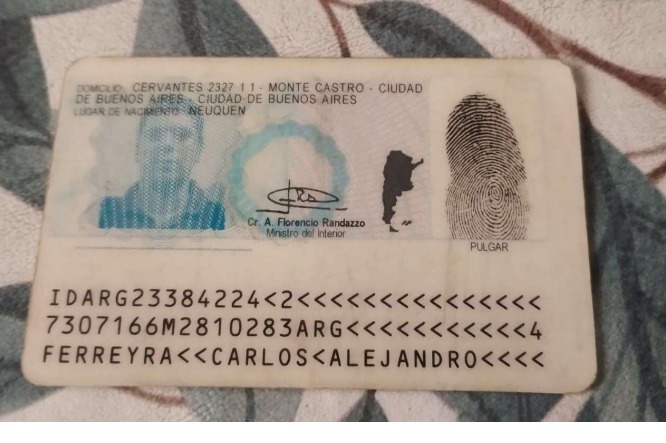 DOMICILIO: CERVANTES 2327 1 1 - MONTE CASTRO - CIUDAD
DE BUENOS AIRES - CIUDAD DE BUENOS AIRES
LUGAR DE NACIMIENTO: NEUQUEN
Cr. A. Florencio Randazzo
Ministro del Interior
PULGAR
IDARG23384224<2<<<<<<<<<<<<<<<
7307166M2810283ARG<<<<<<<<<<<4
FERREYRA<<CARLOS<ALEJANDRO<<<<